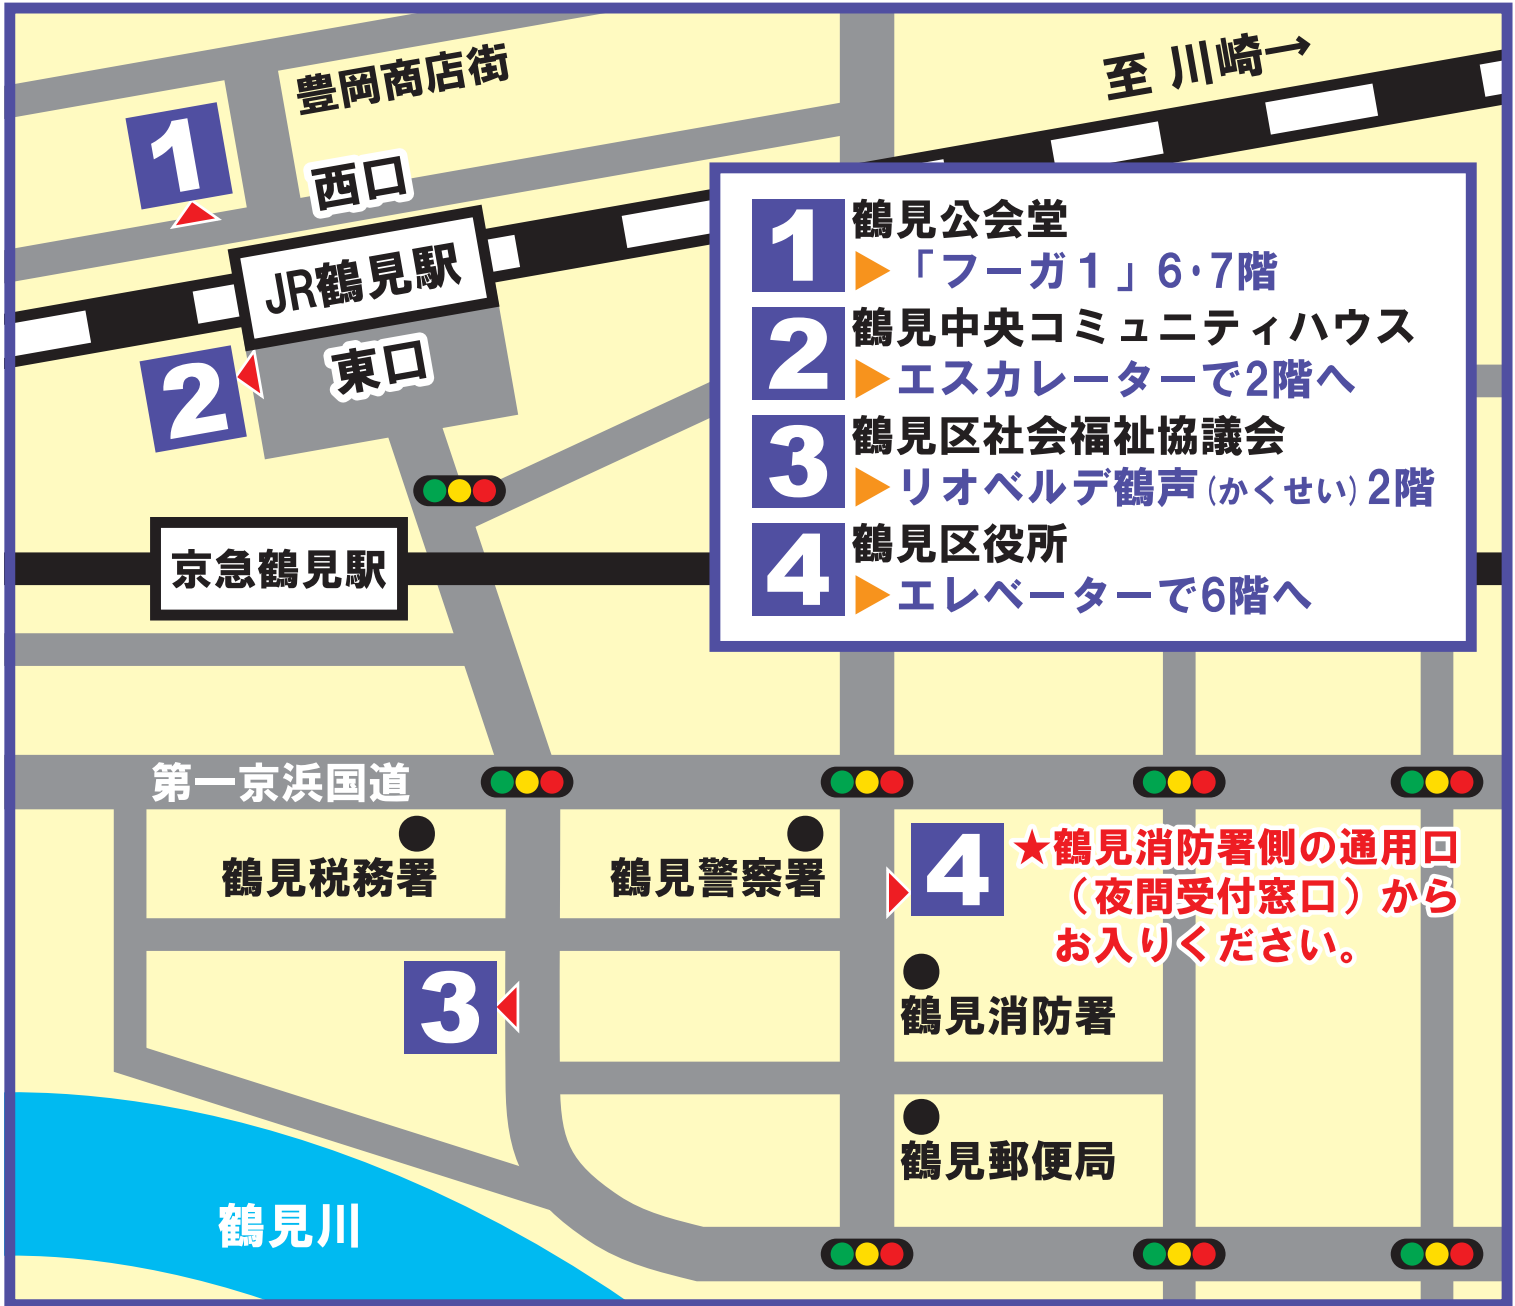 豊岡商店街
至 川崎→
1
西口
JR鶴見駅
2
東口
1 鶴見公会堂
▶「フーガ1」6・7階
2 鶴見中央コミュニティハウス
▶エスカレーターで2階へ
3 鶴見区社会福祉協議会
▶リオベルデ鶴声(かくせい)2階
4 鶴見区役所
▶エレベーターで6階へ
京急鶴見駅
第一京浜国道
鶴見税務署
鶴見警察署
4
★鶴見消防署側の通用口
(夜間受付窓口)から
お入りください。
3
鶴見消防署
鶴見郵便局
鶴見川